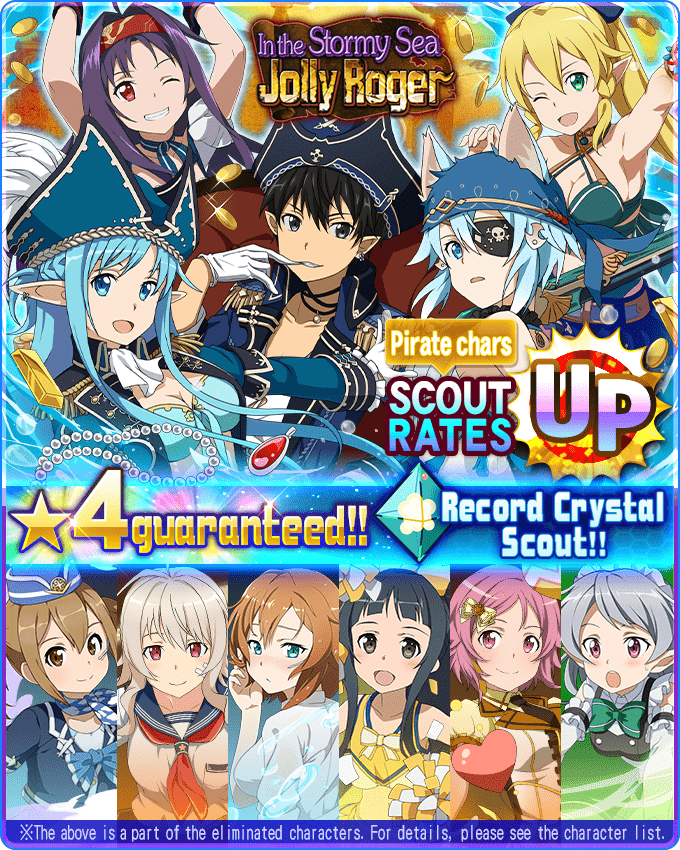 In the Stormy Sea
Jolly Roger
Pirate chars
SCOUT
RATES
UP
★4 guaranteed!!
Record Crystal
Scout!!
※The above is a part of the eliminated characters. For details, please see the character list.